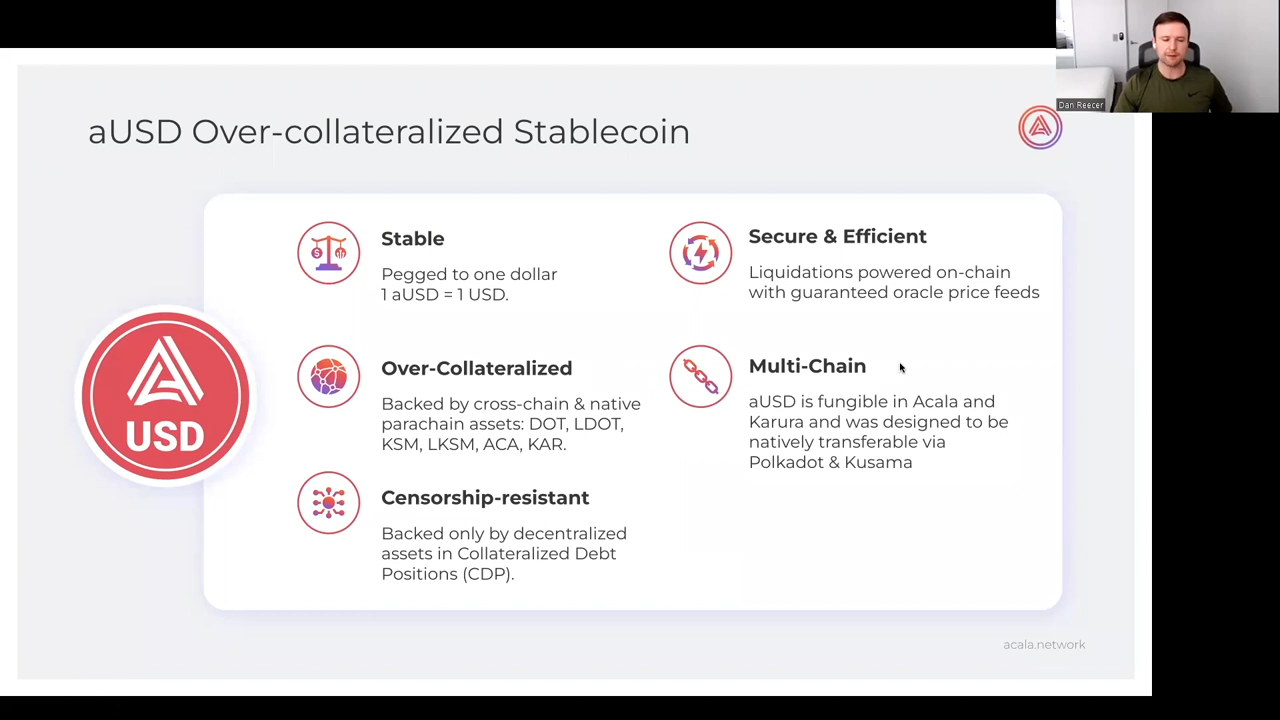 Dan Reecer
aUSD Over-collateralized Stablecoin
Stable
Pegged to one dollar
1 aUSD = 1 USD.
Over-Collateralized
Backed by cross-chain & native
parachain assets: DOT, LDOT,
KSM, LKSM, ACA, KAR.
Censorship-resistant
Backed only by decentralized
assets in Collateralized Debt
Positions (CDP).
Secure & Efficient
Liquidations powered on-chain
with guaranteed oracle price feeds
Multi-Chain
aUSD is fungible in Acala and
Karura and was designed to be
natively transferable via
Polkadot & Kusama
USD
acala.network